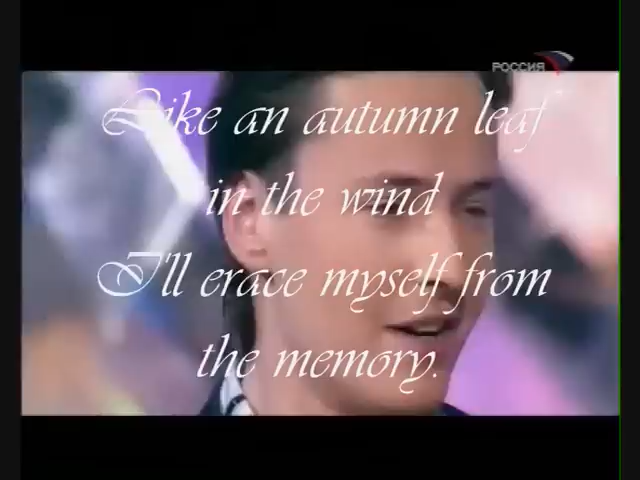 РОССИЯ
Like an autumn leaf
in the wind
I'll erace myself from
the memory.